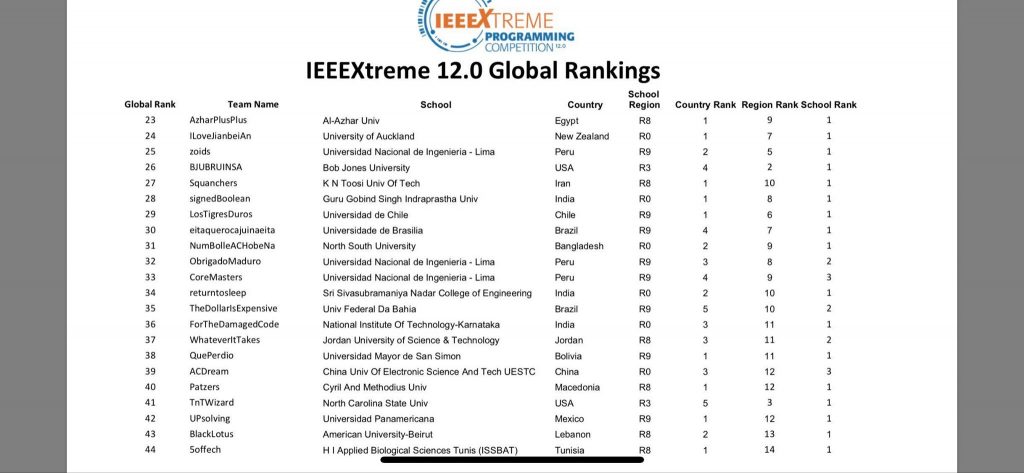 IEEEXTREME
PROGRAMMING
COMPETITION 12.0
IEEEXtreme 12.0 Global Rankings
Global Rank Team Name School Country School Region Country Rank Region Rank School Rank
23 AzharPlusPlus Al-Azhar Univ Egypt R8 1 9 1
24 ILoveJianbeiAn University of Auckland New Zealand R0 1 7 1
25 zoids Universidad Nacional de Ingenieria - Lima Peru R9 2 5 1
26 BJUBRUINSA Bob Jones University USA R3 4 2 1
27 Squanchers K N Toosi Univ Of Tech Iran R8 1 10 1
28 signedBoolean Guru Gobind Singh Indraprastha Univ India R0 1 8 1
29 LosTigresDuros Universidad de Chile Chile R9 1 6 1
30 eitaquerocajuinaeita Universidade de Brasilia Brazil R9 4 7 1
31 NumBolleACHobeNa North South University Bangladesh R0 2 9 1
32 ObrigadoMaduro Universidad Nacional de Ingenieria - Lima Peru R9 3 8 2
33 CoreMasters Universidad Nacional de Ingenieria - Lima Peru R9 4 9 3
34 returntosleep Sri Sivasubramaniya Nadar College of Engineering India R0 2 10 1
35 TheDollarIsExpensive Univ Federal Da Bahia Brazil R9 5 10 2
36 ForTheDamagedCode National Institute Of Technology-Karnataka India R0 3 11 1
37 WhateverItTakes Jordan University of Science & Technology Jordan R8 3 11 2
38 QuePerdio Universidad Mayor de San Simon Bolivia R9 1 11 1
39 ACDream China Univ Of Electronic Science And Tech UESTC China R0 3 12 3
40 Patzers Cyril And Methodius Univ Macedonia R8 1 12 1
41 TnTWizard North Carolina State Univ USA R3 5 3 1
42 UPsolving Universidad Panamericana Mexico R9 1 12 1
43 BlackLotus American University-Beirut Lebanon R8 2 13 1
44 5offech H I Applied Biological Sciences Tunis (ISSBAT) Tunisia R8 1 14 1